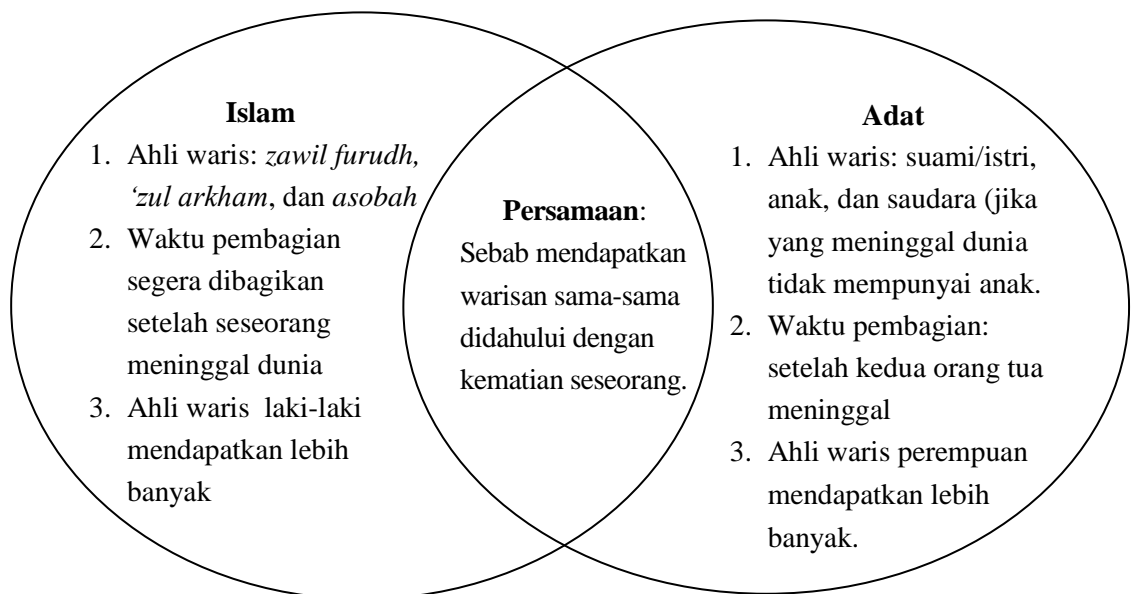 Islam
1. Ahli waris: zawil furudh,
‘zul arkham, dan asobah
2. Waktu pembagian
segera dibagikan
setelah seseorang
meninggal dunia
3. Ahli waris laki-laki
mendapatkan lebih
banyak
Persamaan:
Sebab mendapatkan
warisan sama-sama
didahului dengan
kematian seseorang.
Adat
1. Ahli waris: suami/istri,
anak, dan saudara (jika
yang meninggal dunia
tidak mempunyai anak.
2. Waktu pembagian:
setelah kedua orang tua
meninggal
3. Ahli waris perempuan
mendapatkan lebih
banyak.